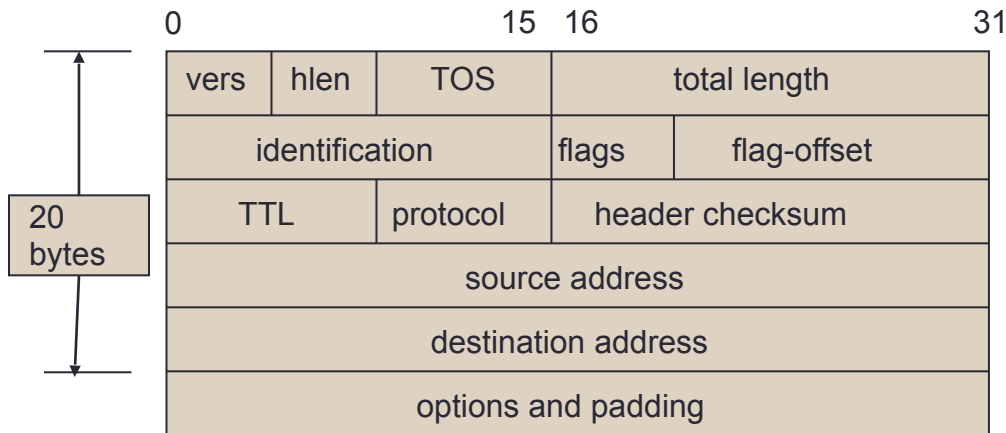 0 15 16 31
vers hlen TOS total length
identification flags flag-offset
20
bytes
TTL protocol header checksum
source address
destination address
options and padding